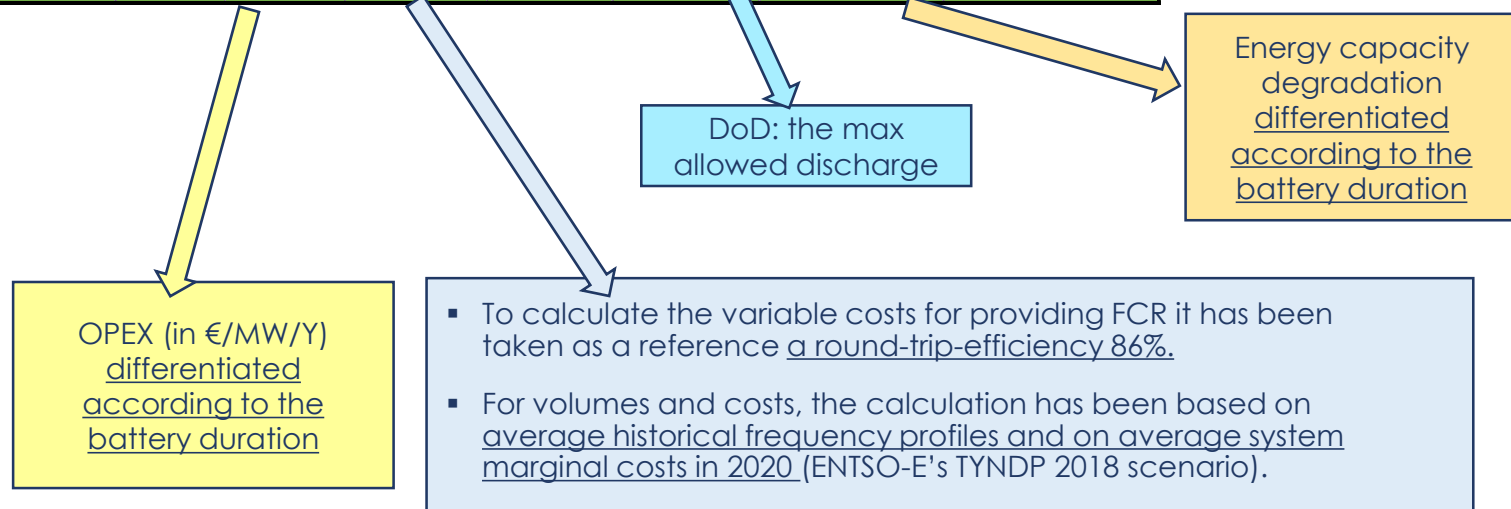 Energy capacity
degradation
differentiated
according to the
battery duration
DoD: the max
allowed discharge
OPEX (in €/MW/Y)
differentiated
according to the
battery duration
▪ To calculate the variable costs for providing FCR it has been
taken as a reference a round-trip-efficiency 86%.
▪ For volumes and costs, the calculation has been based on
average historical frequency profiles and on average system
marginal costs in 2020 (ENTSO-E's TYNDP 2018 scenario).